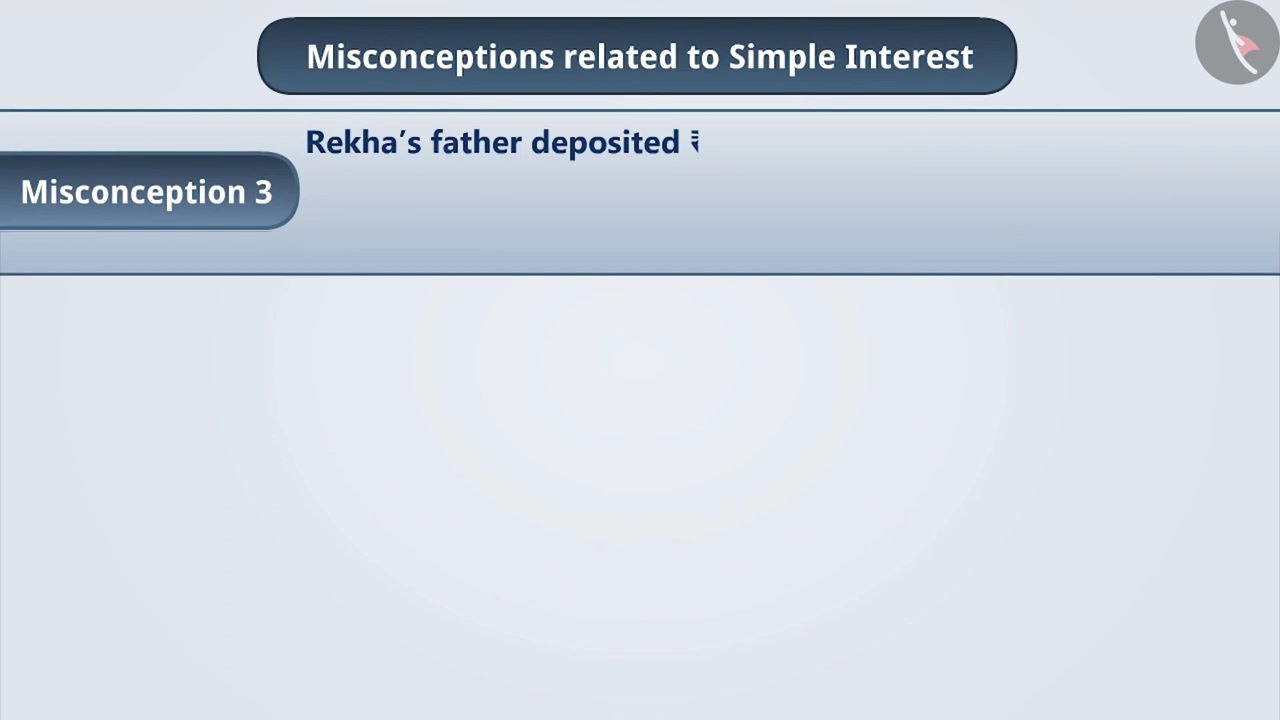 Misconceptions related to Simple Interest
Rekha’s father deposited
Misconception 3